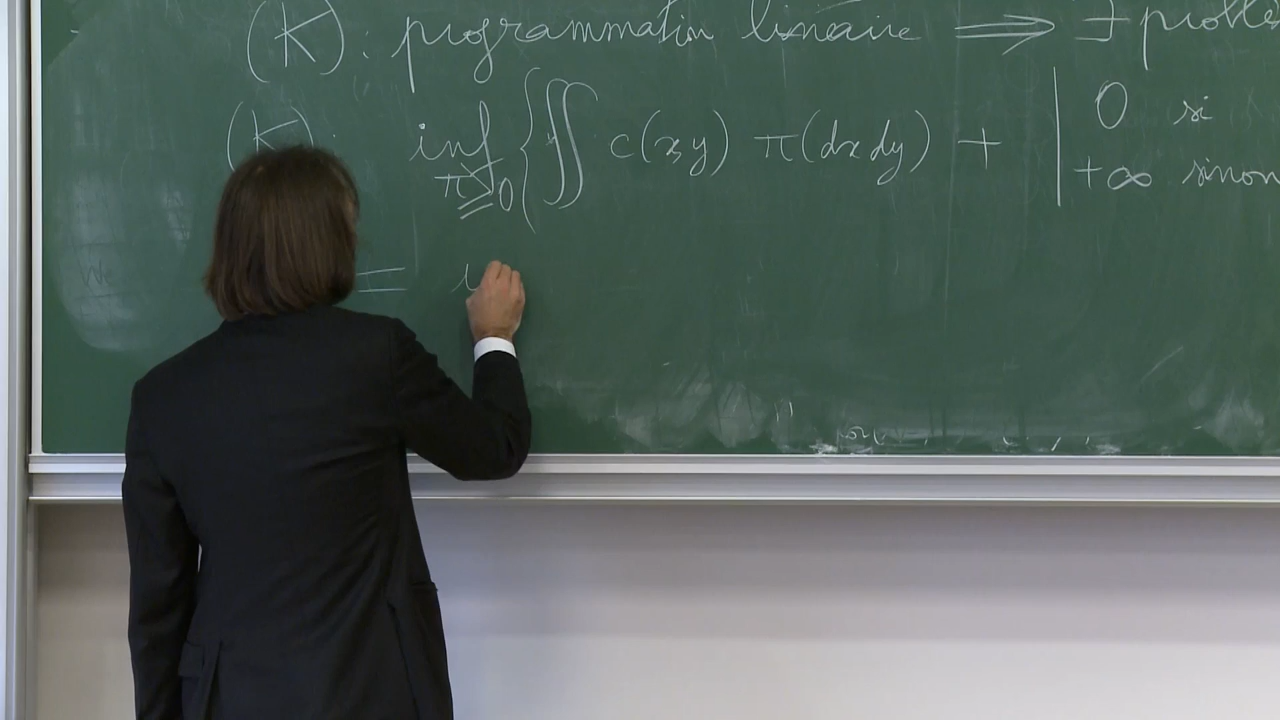 (K): programmation linéaire ⟹ ∃ problè
(K): inf π≥0 { ∬ c(x,y) π(dx dy) + | 0 si
+∞ sinon
= i